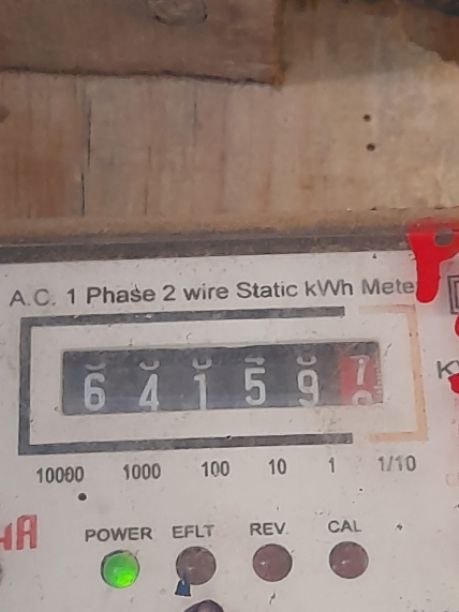 A.C. 1 Phase 2 wire Static kWh Mete
6 4 1 5 9 1
10000 1000 100 10 1 1/10
POWER EFLT REV. CAL